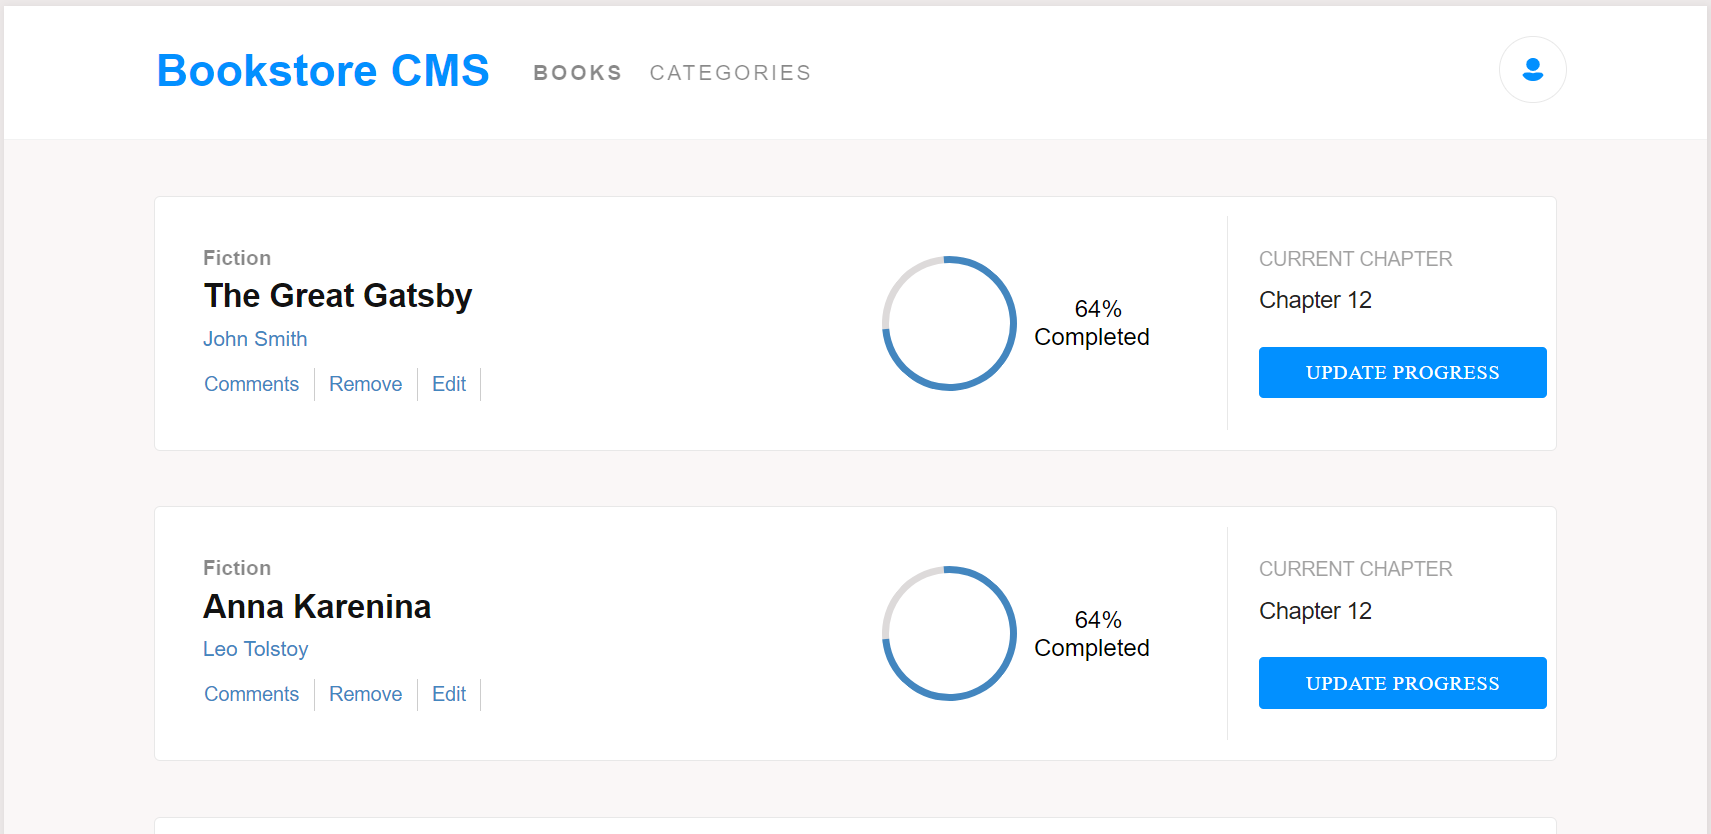 Bookstore CMS BOOKS CATEGORIES
Fiction
The Great Gatsby
John Smith
Comments Remove Edit
64%
Completed
CURRENT CHAPTER
Chapter 12
UPDATE PROGRESS
Fiction
Anna Karenina
Leo Tolstoy
Comments Remove Edit
64%
Completed
CURRENT CHAPTER
Chapter 12
UPDATE PROGRESS